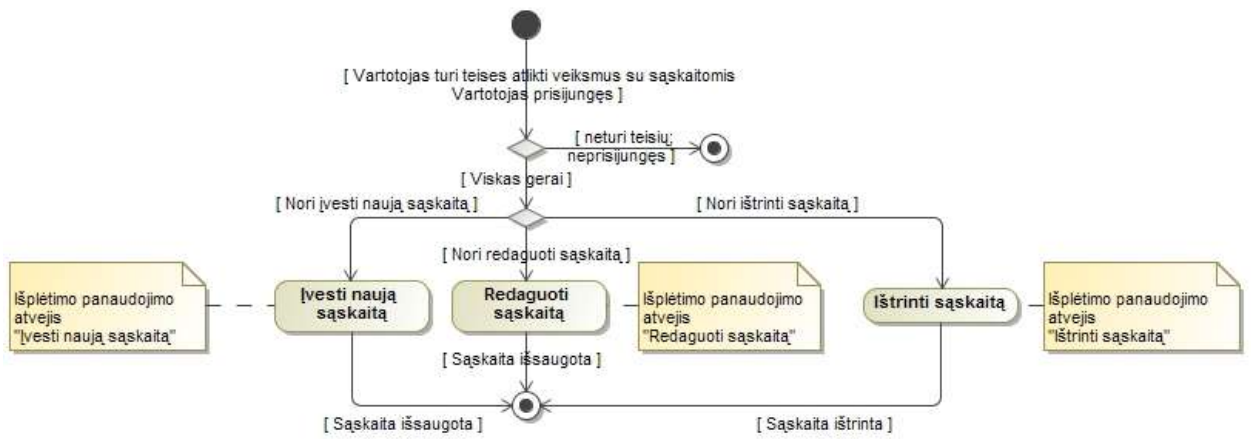 [ Vartotojas turi teises atlikti veiksmus su sąskaitomis
Vartotojas prisijungęs ]
[ neturi teisių;
neprisijungęs ]
[ Viskas gerai ]
[ Nori įvesti naują sąskaitą ]
[ Nori ištrinti sąskaitą ]
[ Nori redaguoti sąskaitą ]
Išplėtimo panaudojimo
atvejis
"Įvesti naują sąskaitą"
Įvesti naują
sąskaitą
Redaguoti
sąskaitą
Išplėtimo panaudojimo
atvejis
"Redaguoti sąskaitą"
Ištrinti sąskaitą
Išplėtimo panaudojimo
atvejis
"Ištrinti sąskaitą"
[ Sąskaita išsaugota ]
[ Sąskaita išsaugota ]
[ Sąskaita ištrinta ]